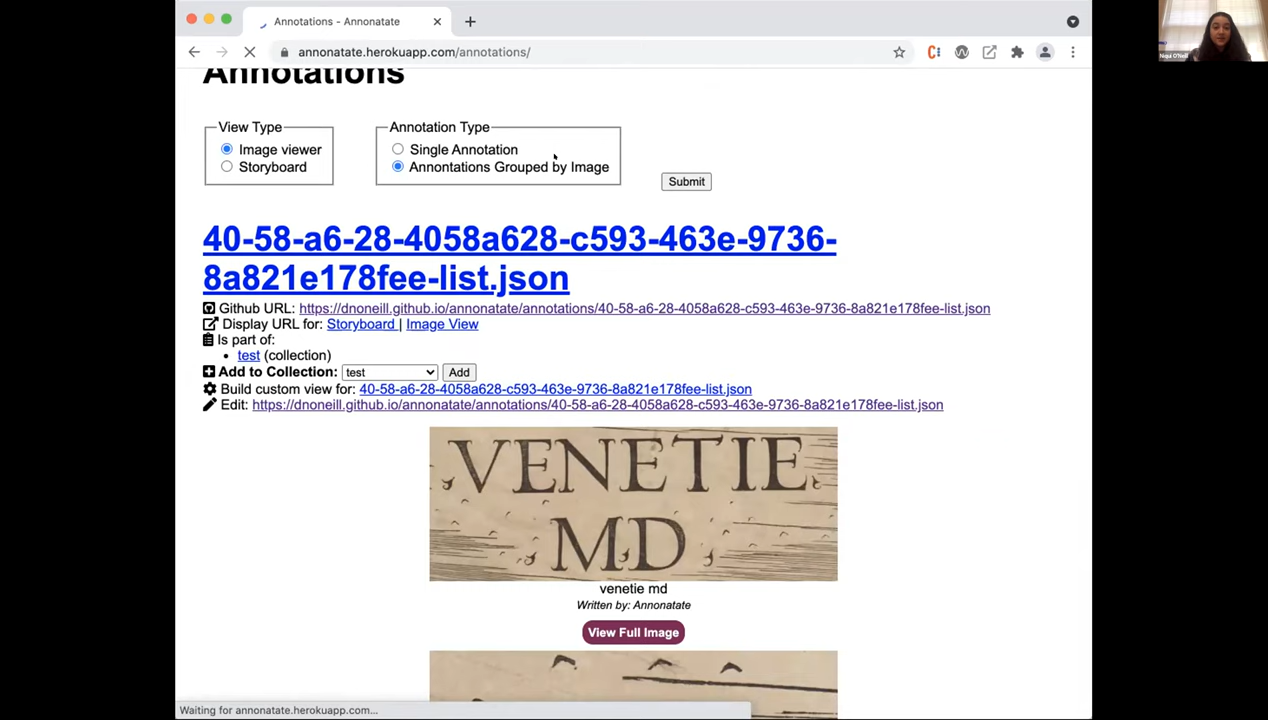 Annotations - Annonatate
annonatate.herokuapp.com/annotations/
Annotations
View Type
Image viewer
Storyboard
Annotation Type
Single Annotation
Anntations Grouped by Image
Submit
40-58-a6-28-4058a628-c593-463e-9736-
8a821e178fee-list.json
Github URL: https://dnoneill.github.io/annonatate/annotations/40-58-a6-28-4058a628-c593-463e-9736-8a821e178fee-list.json
Display URL for: Storyboard | Image View
Is part of:
test (collection)
Add to Collection: test Add
Build custom view for: 40-58-a6-28-4058a628-c593-463e-9736-8a821e178fee-list.json
Edit: https://dnoneill.github.io/annonatate/annotations/40-58-a6-28-4058a628-c593-463e-9736-8a821e178fee-list.json
VENETIE
MD
venetie md
Written by: Annonatate
View Full Image
Waiting for annonatate.herokuapp.com...